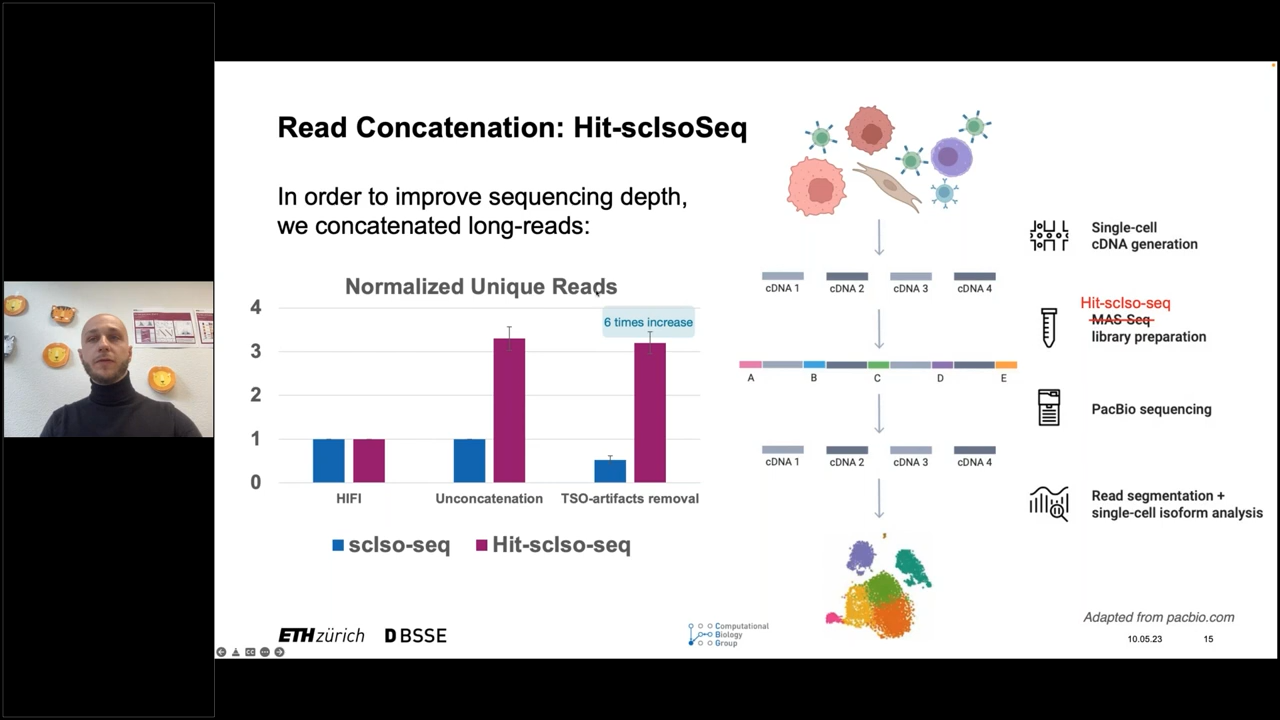 Read Concatenation: Hit-scIsoSeq
In order to improve sequencing depth,
we concatenated long-reads:
Normalized Unique Reads
4
3
2
1
0
6 times increase
HIFI
Unconcatenation
TSO-artifacts removal
scIso-seq
Hit-scIso-seq
cDNA 1
cDNA 2
cDNA 3
cDNA 4
A
B
C
D
E
cDNA 1
cDNA 2
cDNA 3
cDNA 4
Single-cell
cDNA generation
Hit-scIso-seq
MAS-Seq
library preparation
PacBio sequencing
Read segmentation +
single-cell isoform analysis
Adapted from pacbio.com
ETH zürich
D BSSE
Computational
Biology
Group
10.05.23
15